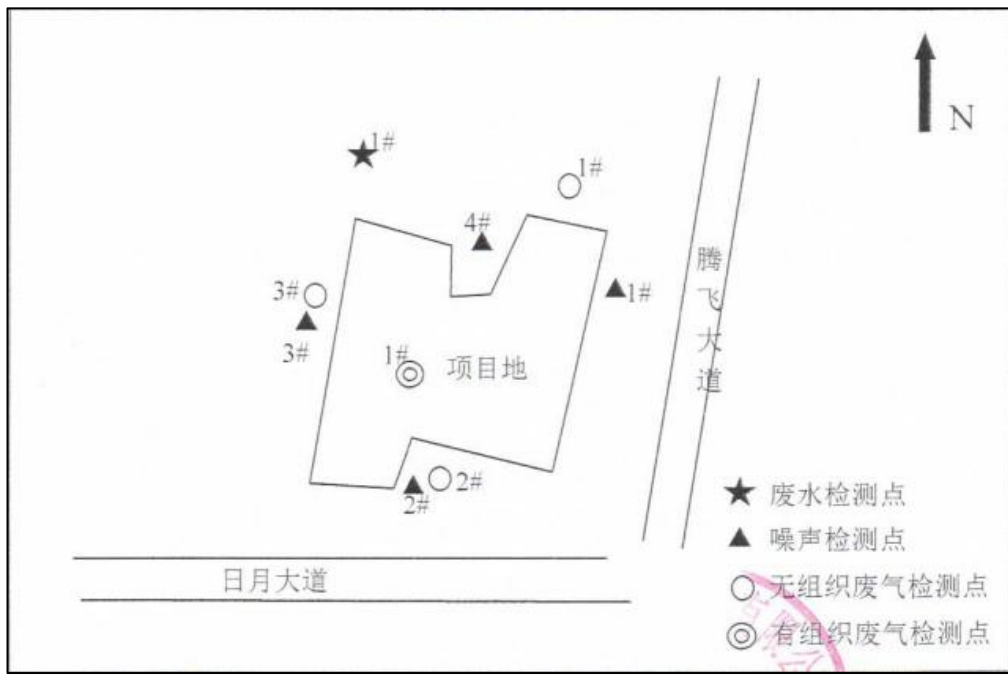 N
1#
1#
4#
3#
1#
3#
1#
项目地
2#
2#
腾飞大道
日月大道
废水检测点
噪声检测点
无组织废气检测点
有组织废气检测点